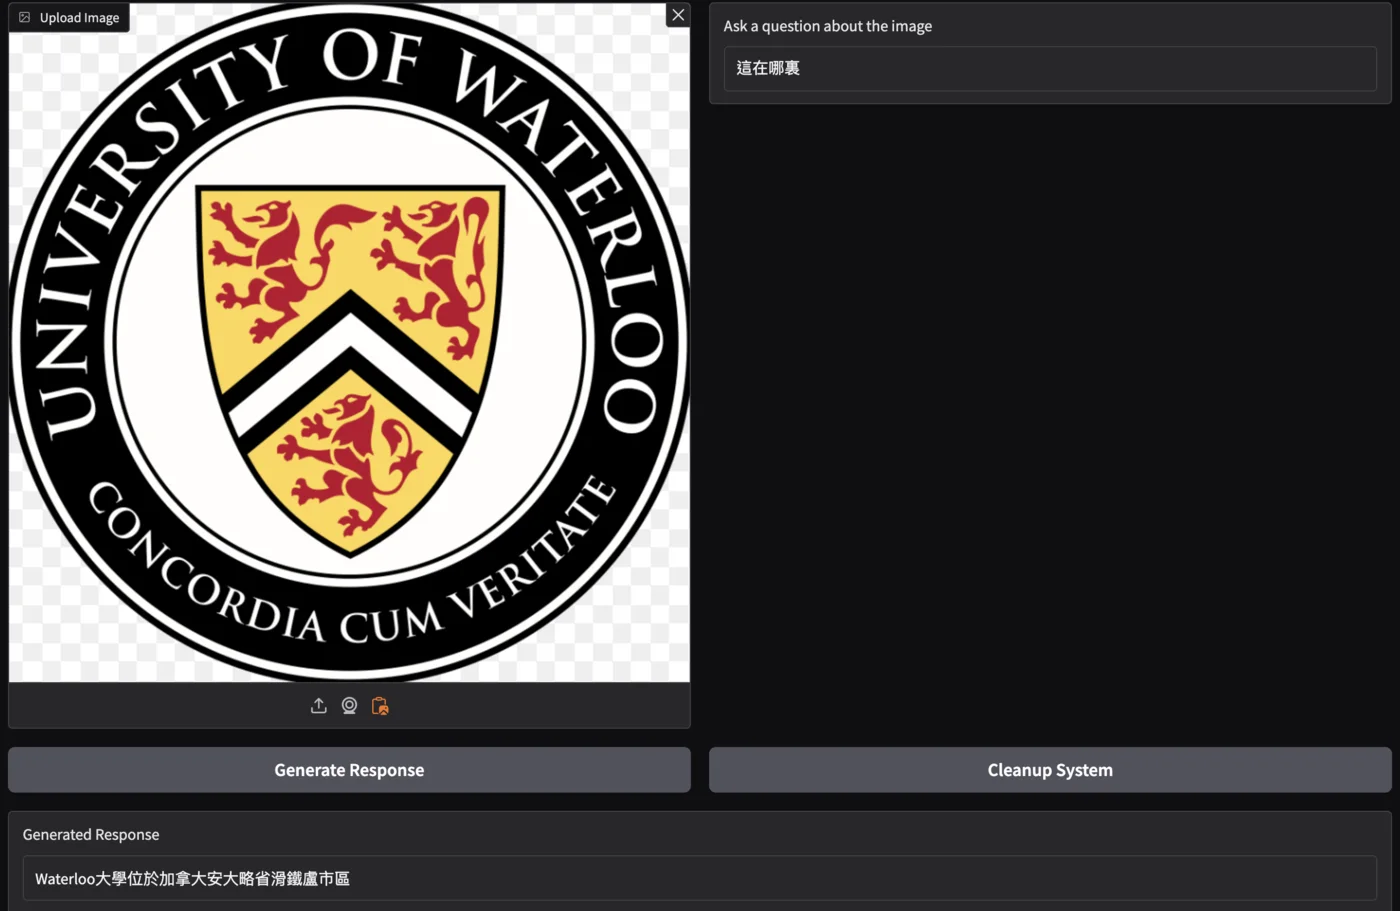 Upload Image
UNIVERSITY OF WATERLOO
CONCORDIA CUM VERITATE
Ask a question about the image
這在哪裏
Generate Response
Cleanup System
Generated Response
Waterloo大學位於加拿大安大略省滑鐵盧市區